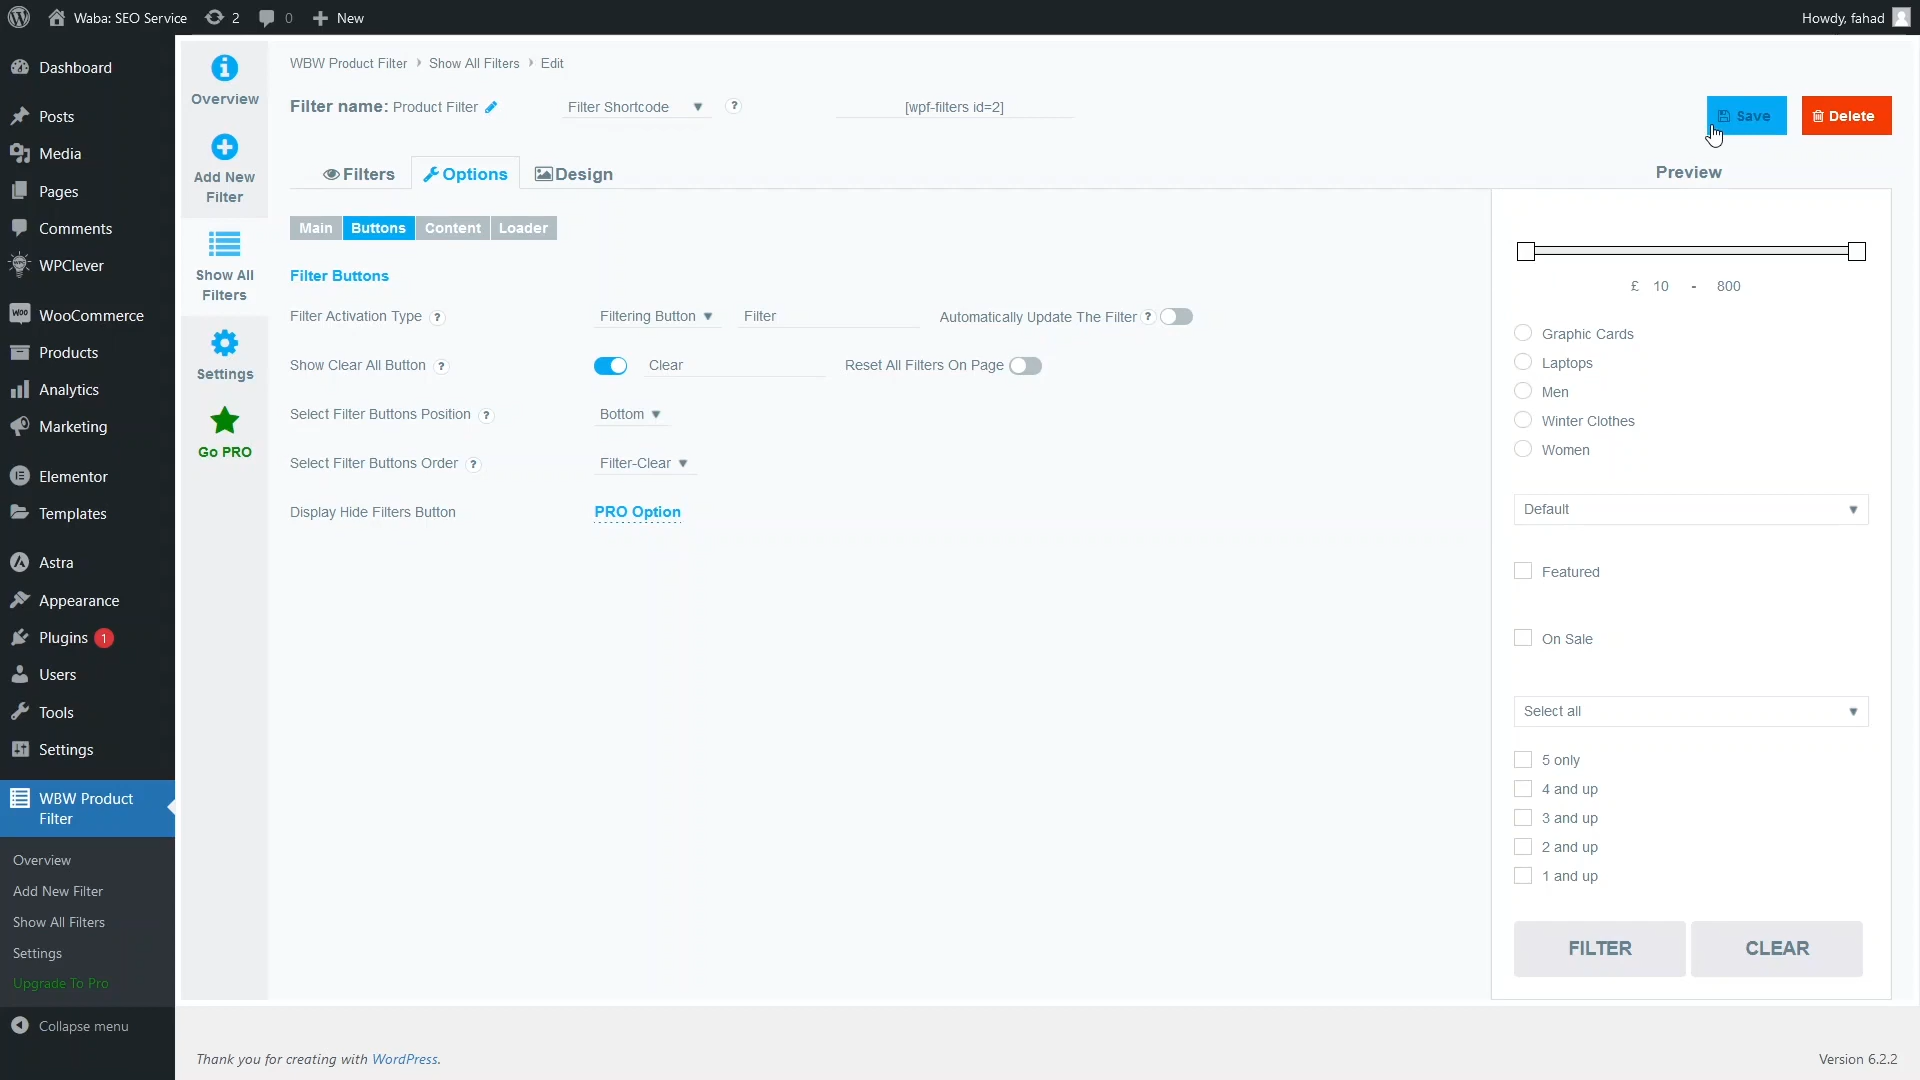 Waba: SEO Service
2
0
New
Howdy, fahad
Dashboard
Posts
Media
Pages
Comments
WPClever
WooCommerce
Products
Analytics
Marketing
Elementor
Templates
Astra
Appearance
Plugins 1
Users
Tools
Settings
WBW Product
Filter
Overview
Add New Filter
Show All Filters
Settings
Upgrade To Pro
Collapse menu
Overview
Add New
Filter
Show All
Filters
Settings
Go PRO
WBW Product Filter › Show All Filters › Edit
Filter name: Product Filter
Filter Shortcode ▼ ?
[wpf-filters id=2]
Save
Delete
Filters
Options
Design
Main
Buttons
Content
Loader
Filter Buttons
Filter Activation Type ?
Filtering Button ▼
Filter
Automatically Update The Filter ?
Show Clear All Button ?
Clear
Reset All Filters On Page
Select Filter Buttons Position ?
Bottom ▼
Select Filter Buttons Order ?
Filter-Clear ▼
Display Hide Filters Button
PRO Option
Preview
£ 10 - 800
Graphic Cards
Laptops
Men
Winter Clothes
Women
Default ▼
Featured
On Sale
Select all ▼
5 only
4 and up
3 and up
2 and up
1 and up
FILTER
CLEAR
Thank you for creating with WordPress.
Version 6.2.2